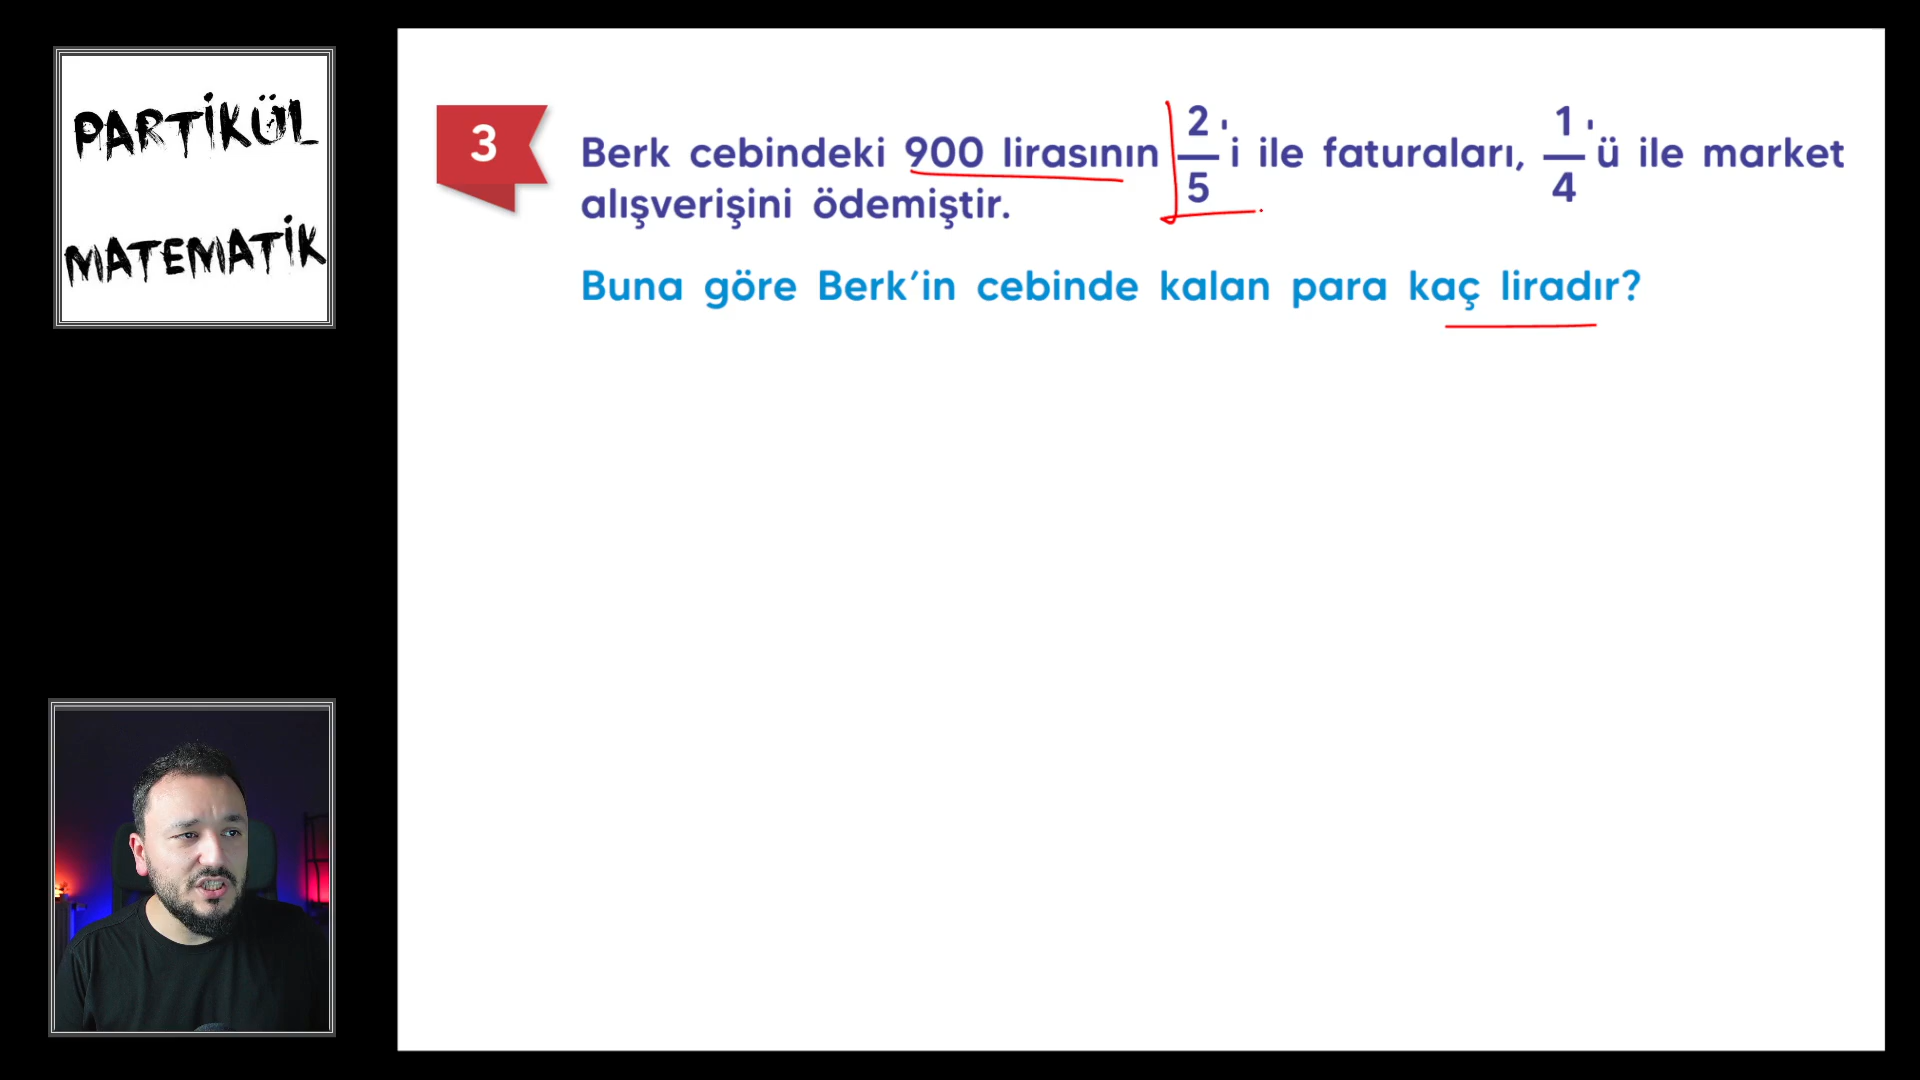 PARTİKÜL
MATEMATİK
3
Berk cebindeki 900 lirasının 2/5'i ile faturaları, 1/4'ü ile market
alışverişini ödemiştir.
Buna göre Berk'in cebinde kalan para kaç liradır?